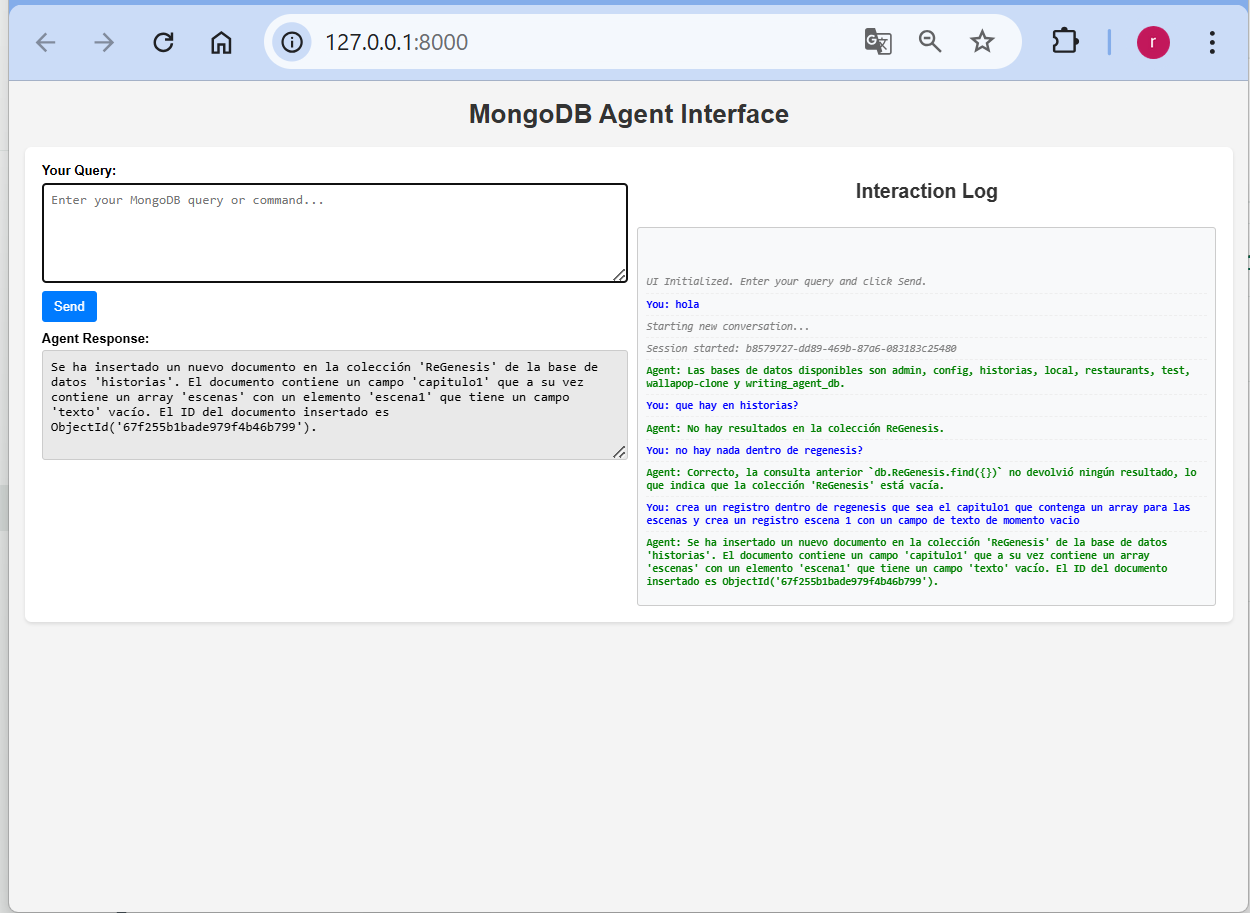 127.0.0.1:8000
r
MongoDB Agent Interface
Your Query:
Enter your MongoDB query or command...
Send
Agent Response:
Se ha insertado un nuevo documento en la colección 'ReGenesis' de la base de
datos 'historias'. El documento contiene un campo 'capitulo1' que a su vez
contiene un array 'escenas' con un elemento 'escena1' que tiene un campo
'texto' vacío. El ID del documento insertado es
ObjectId('67f255b1bade979f4b46b799').
Interaction Log
UI Initialized. Enter your query and click Send.
You: hola
Starting new conversation...
Session started: b8579727-dd89-469b-87a6-083183c25480
Agent: Las bases de datos disponibles son admin, config, historias, local, restaurants, test,
wallapop-clone y writing_agent_db.
You: que hay en historias?
Agent: No hay resultados en la colección ReGenesis.
You: no hay nada dentro de regenesis?
Agent: Correcto, la consulta anterior `db.ReGenesis.find({})` no devolvió ningún resultado, lo
que indica que la colección 'ReGenesis' está vacía.
You: crea un registro dentro de regenesis que sea el capitulo1 que contenga un array para las
escenas y crea un registro escena 1 con un campo de texto de momento vacio
Agent: Se ha insertado un nuevo documento en la colección 'ReGenesis' de la base de datos
'historias'. El documento contiene un campo 'capitulo1' que a su vez contiene un array
'escenas' con un elemento 'escena1' que tiene un campo 'texto' vacío. El ID del documento
insertado es ObjectId('67f255b1bade979f4b46b799').